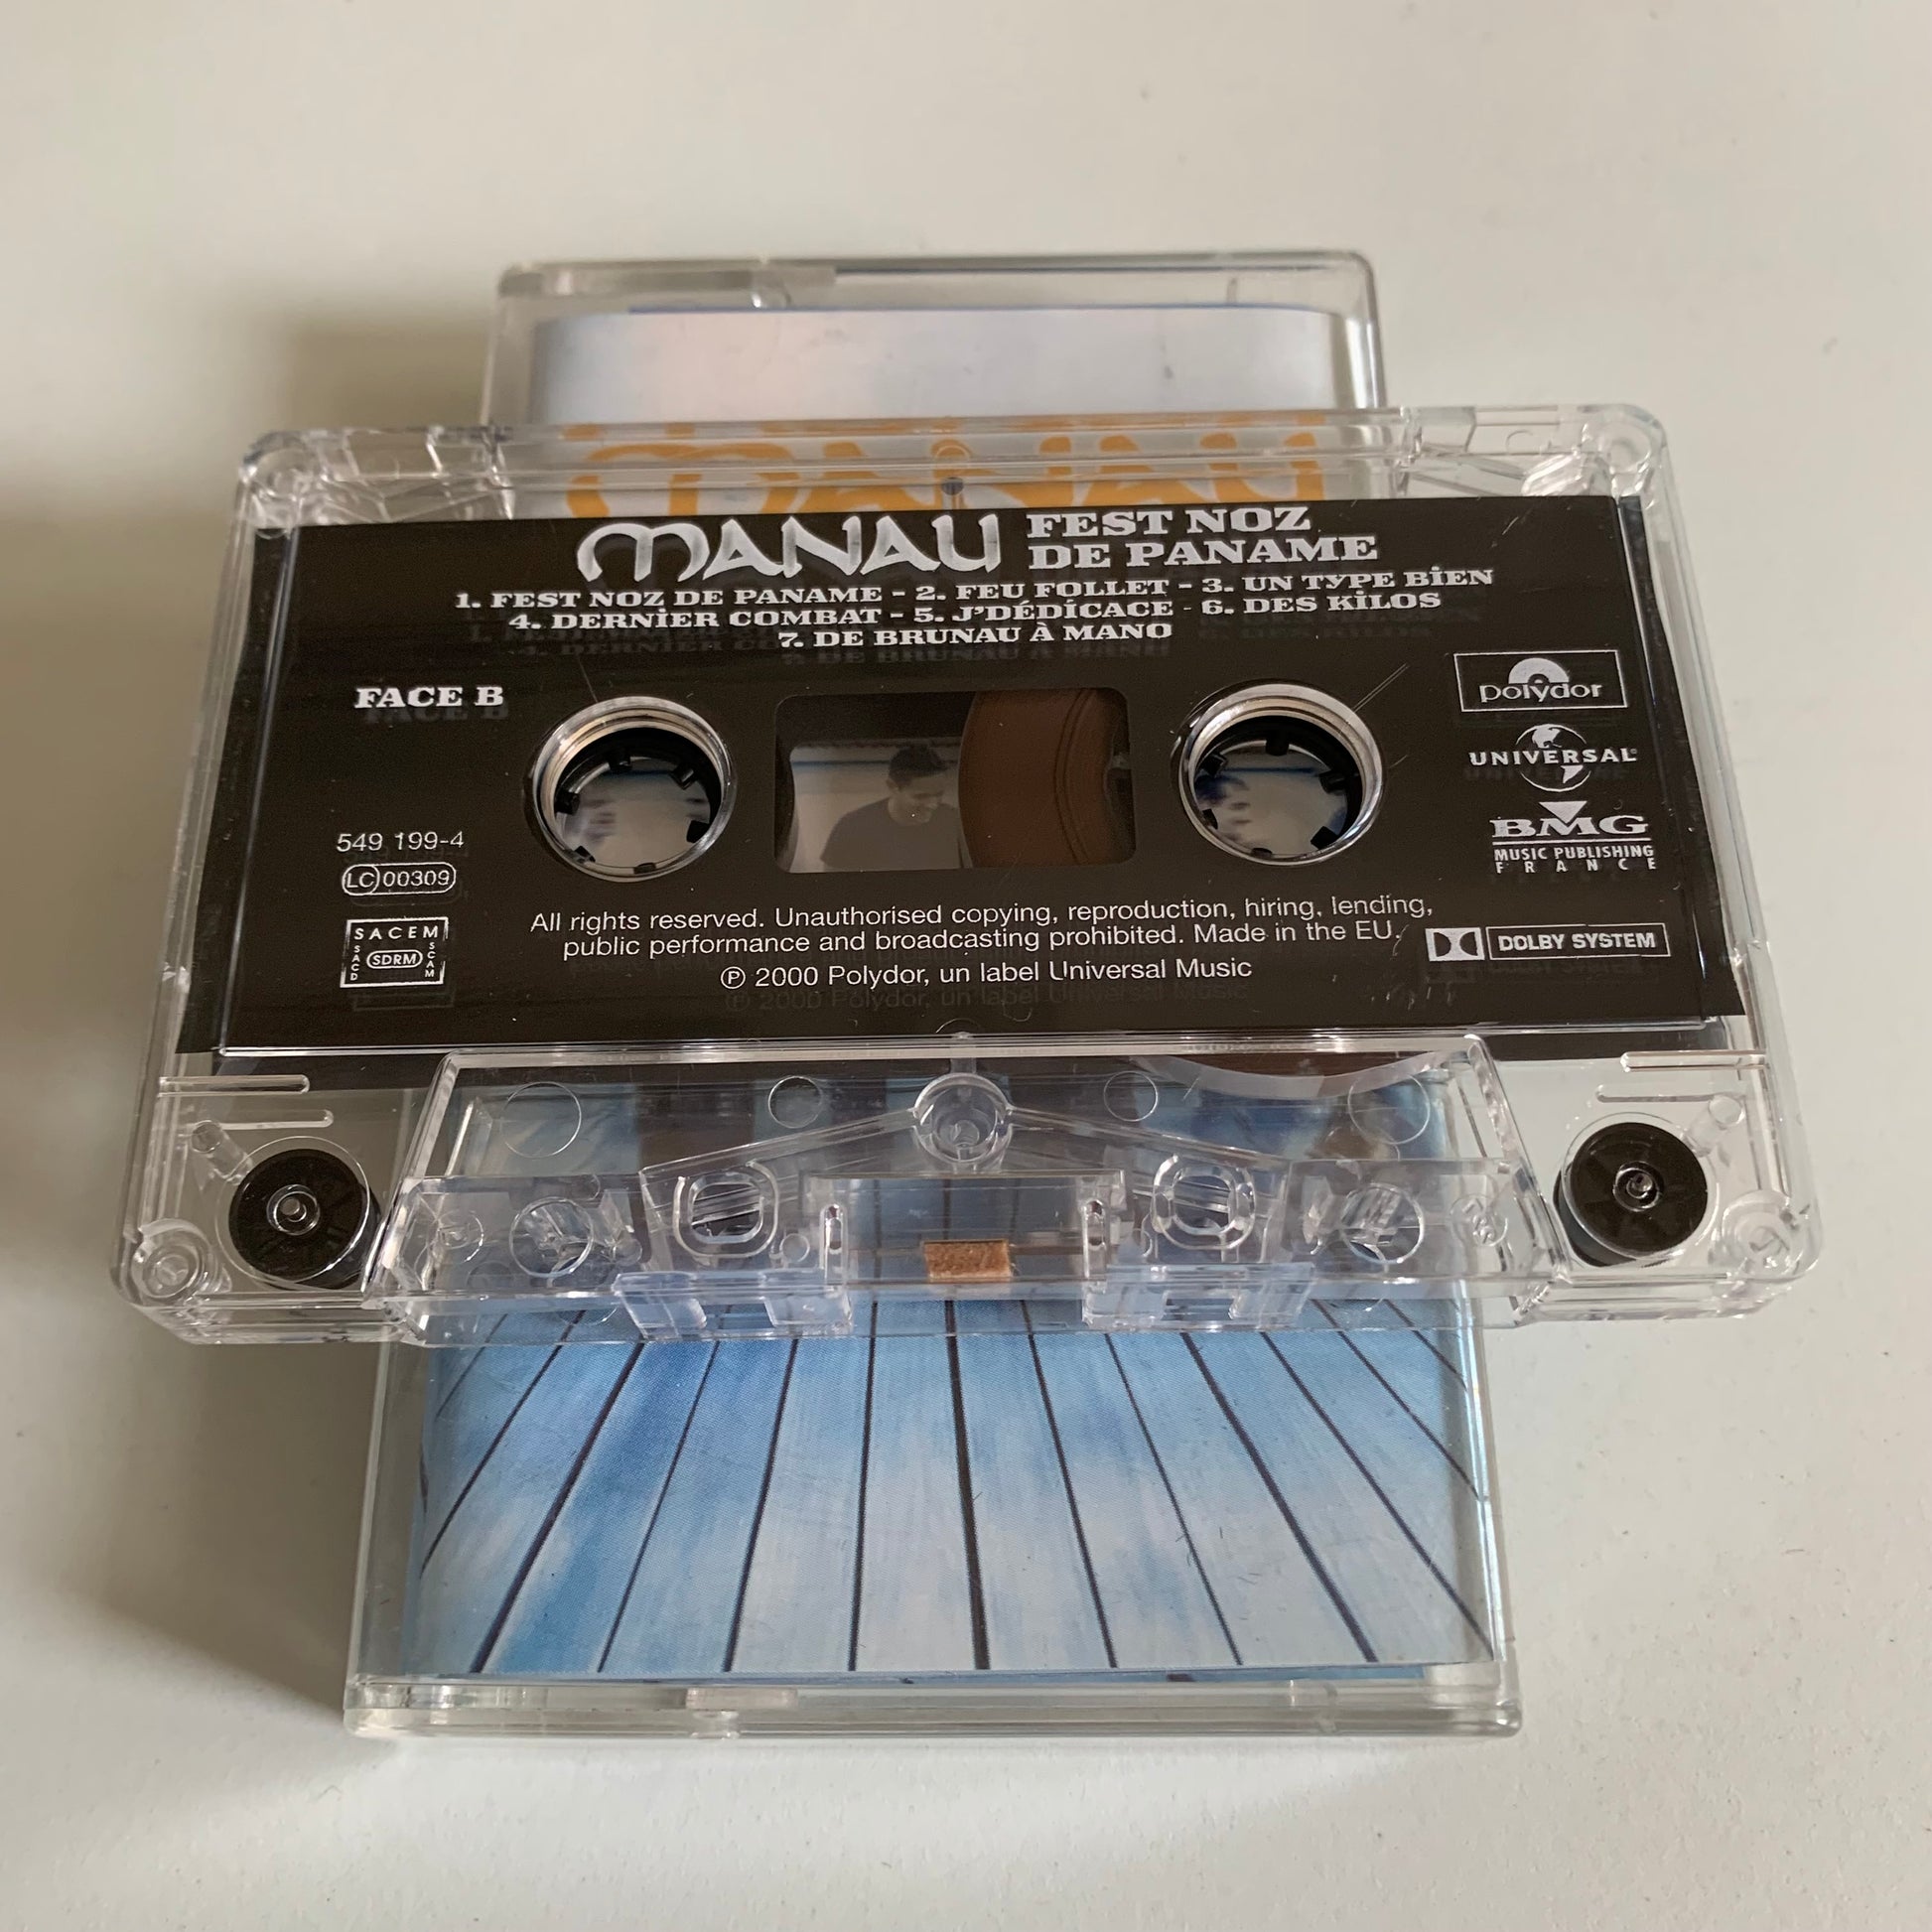 MANAU
MANAU FEST NOZ
DE PANAME
1. FEST NOZ DE PANAME - 2. FEU FOLLET - 3. UN TYPE BİEN
4. DERNİER COMBAT - 5. J'DÉDİCACE - 6. DES KİLOS
7. DE BRUNAU À MANO
FACE B
polydor
UNIVERSAL
549 199-4
LC 00309
BMG
MUSIC PUBLISHING
FRANCE
SACEM
SACD
SDRM
SCAM
All rights reserved. Unauthorised copying, reproduction, hiring, lending,
public performance and broadcasting prohibited. Made in the EU.
DOLBY SYSTEM
℗ 2000 Polydor, un label Universal Music